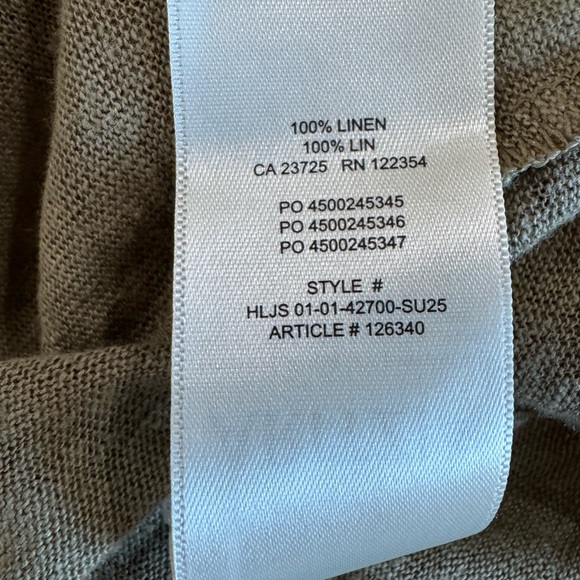 100% LINEN
100% LIN
CA 23725 RN 122354
PO 4500245345
PO 4500245346
PO 4500245347
STYLE #
HLJS 01-01-42700-SU25
ARTICLE # 126340